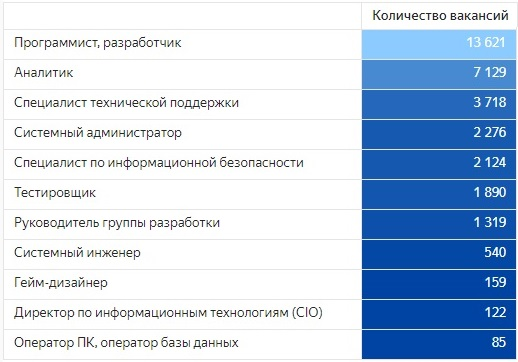 Количество вакансий
Программист, разработчик 13 621
Аналитик 7 129
Специалист технической поддержки 3 718
Системный администратор 2 276
Специалист по информационной безопасности 2 124
Тестировщик 1 890
Руководитель группы разработки 1 319
Системный инженер 540
Гейм-дизайнер 159
Директор по информационным технологиям (CIO) 122
Оператор ПК, оператор базы данных 85